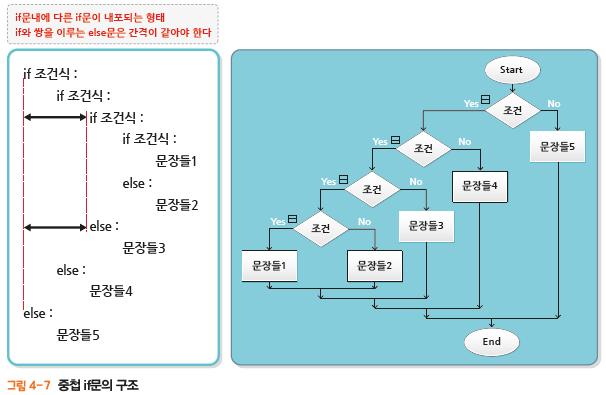 if문내에 다른 if문이 내포되는 형태
if와 쌍을 이루는 else문은 간격이 같아야 한다
if 조건식 :
if 조건식 :
if 조건식 :
if 조건식 :
문장들1
else :
문장들2
else :
문장들3
else :
문장들4
else :
문장들5
Start
Yes 조건 No
문장들5
Yes 조건 No
문장들4
Yes 조건 No
문장들3
Yes 조건 No
문장들1 문장들2
End
그림 4-7 중첩 if문의 구조